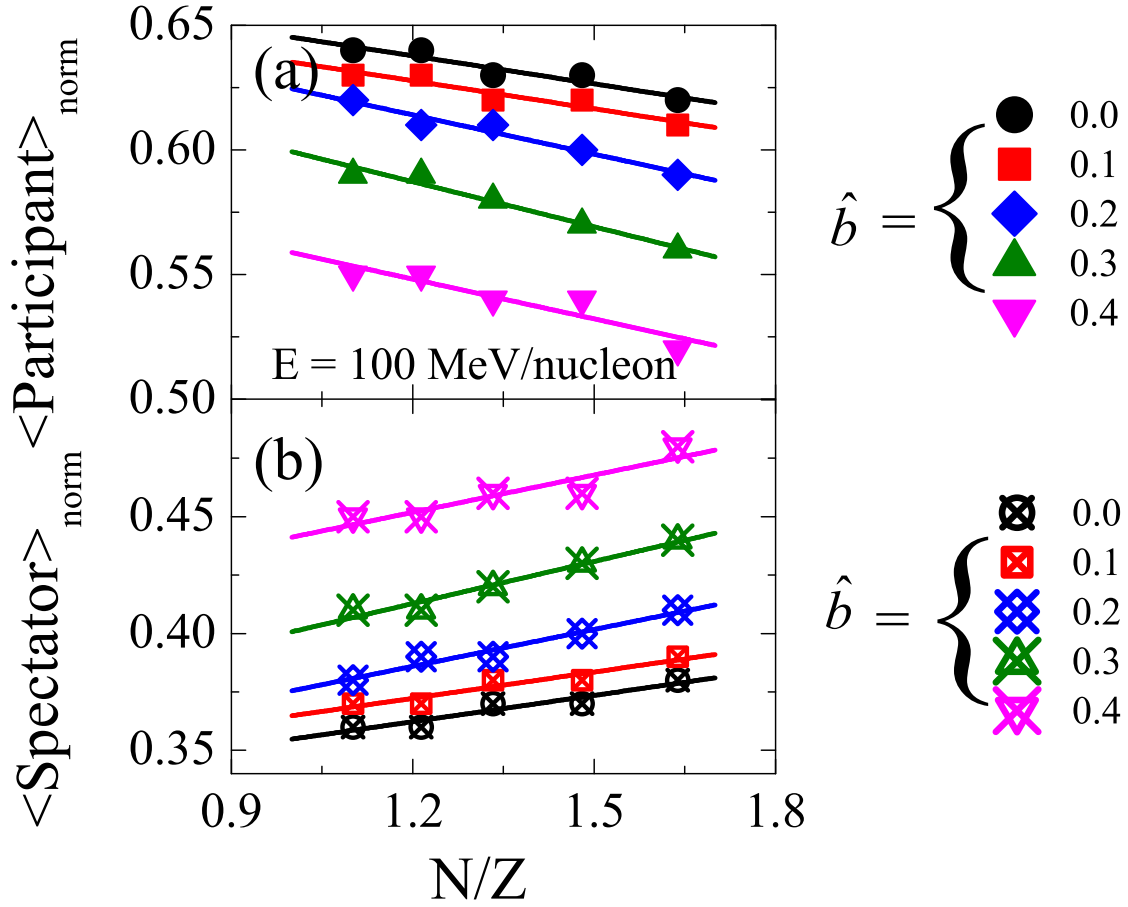 <Participant>norm
0.65
0.60
0.55
0.50
(a)
E = 100 MeV/nucleon
b̂ = {
0.0
0.1
0.2
0.3
0.4
<Spectator>norm
0.45
0.40
0.35
(b)
b̂ = {
0.0
0.1
0.2
0.3
0.4
0.9 1.2 1.5 1.8
N/Z